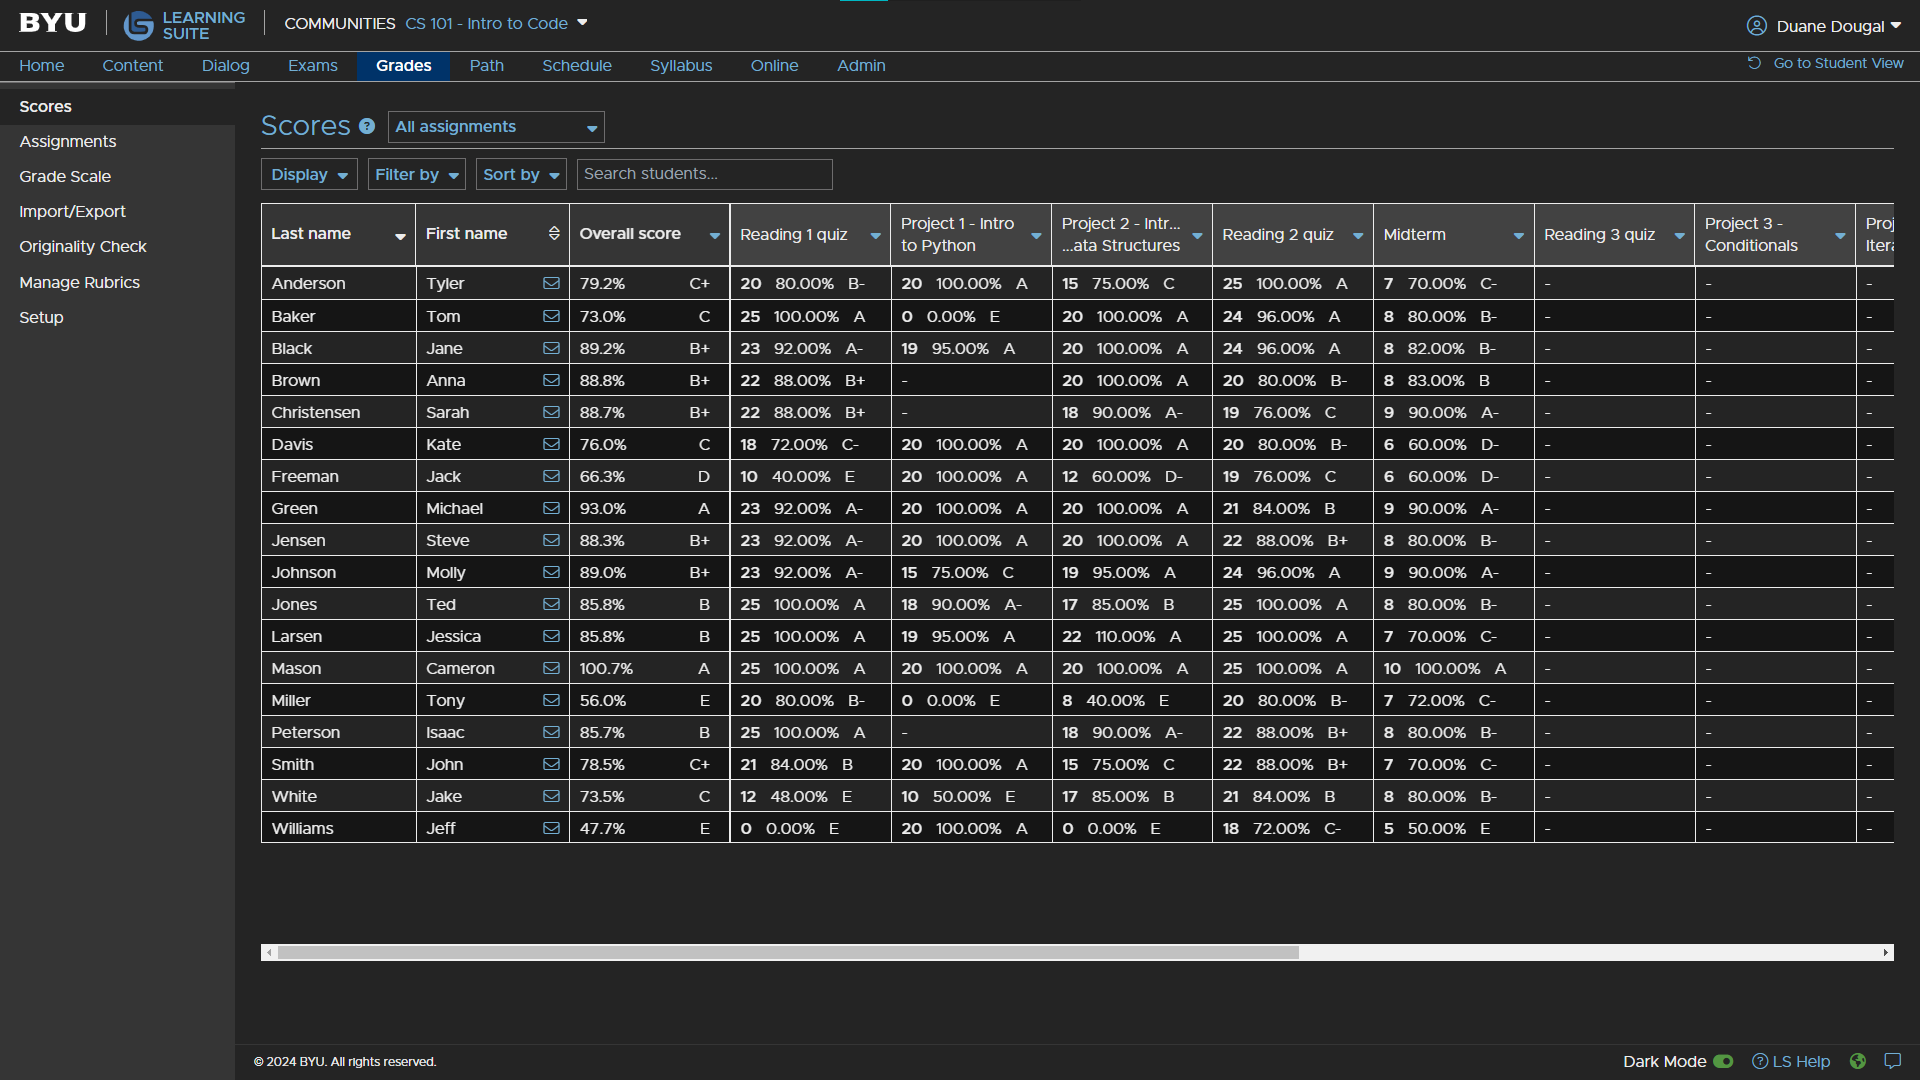 BYU LEARNING SUITE COMMUNITIES CS 101 - Intro to Code Duane Dougal
Home Content Dialog Exams Grades Path Schedule Syllabus Online Admin Go to Student View
Scores
Assignments
Grade Scale
Import/Export
Originality Check
Manage Rubrics
Setup
Scores ? All assignments
Display Filter by Sort by Search students...
Last name First name Overall score Reading 1 quiz Project 1 - Intro to Python Project 2 - Intr... ...ata Structures Reading 2 quiz Midterm Reading 3 quiz Project 3 - Conditionals Proj Itera
Anderson Tyler 79.2% C+ 20 80.00% B- 20 100.00% A 15 75.00% C 25 100.00% A 7 70.00% C- - - -
Baker Tom 73.0% C 25 100.00% A 0 0.00% E 20 100.00% A 24 96.00% A 8 80.00% B- - - -
Black Jane 89.2% B+ 23 92.00% A- 19 95.00% A 20 100.00% A 24 96.00% A 8 82.00% B- - - -
Brown Anna 88.8% B+ 22 88.00% B+ - 20 100.00% A 20 80.00% B- 8 83.00% B - - -
Christensen Sarah 88.7% B+ 22 88.00% B+ - 18 90.00% A- 19 76.00% C 9 90.00% A- - - -
Davis Kate 76.0% C 18 72.00% C- 20 100.00% A 20 100.00% A 20 80.00% B- 6 60.00% D- - - -
Freeman Jack 66.3% D 10 40.00% E 20 100.00% A 12 60.00% D- 19 76.00% C 6 60.00% D- - - -
Green Michael 93.0% A 23 92.00% A- 20 100.00% A 20 100.00% A 21 84.00% B 9 90.00% A- - - -
Jensen Steve 88.3% B+ 23 92.00% A- 20 100.00% A 20 100.00% A 22 88.00% B+ 8 80.00% B- - - -
Johnson Molly 89.0% B+ 23 92.00% A- 15 75.00% C 19 95.00% A 24 96.00% A 9 90.00% A- - - -
Jones Ted 85.8% B 25 100.00% A 18 90.00% A- 17 85.00% B 25 100.00% A 8 80.00% B- - - -
Larsen Jessica 85.8% B 25 100.00% A 19 95.00% A 22 110.00% A 25 100.00% A 7 70.00% C- - - -
Mason Cameron 100.7% A 25 100.00% A 20 100.00% A 20 100.00% A 25 100.00% A 10 100.00% A - - -
Miller Tony 56.0% E 20 80.00% B- 0 0.00% E 8 40.00% E 20 80.00% B- 7 72.00% C- - - -
Peterson Isaac 85.7% B 25 100.00% A - 18 90.00% A- 22 88.00% B+ 8 80.00% B- - - -
Smith John 78.5% C+ 21 84.00% B 20 100.00% A 15 75.00% C 22 88.00% B+ 7 70.00% C- - - -
White Jake 73.5% C 12 48.00% E 10 50.00% E 17 85.00% B 21 84.00% B 8 80.00% B- - - -
Williams Jeff 47.7% E 0 0.00% E 20 100.00% A 0 0.00% E 18 72.00% C- 5 50.00% E - - -
© 2024 BYU. All rights reserved. Dark Mode ? LS Help